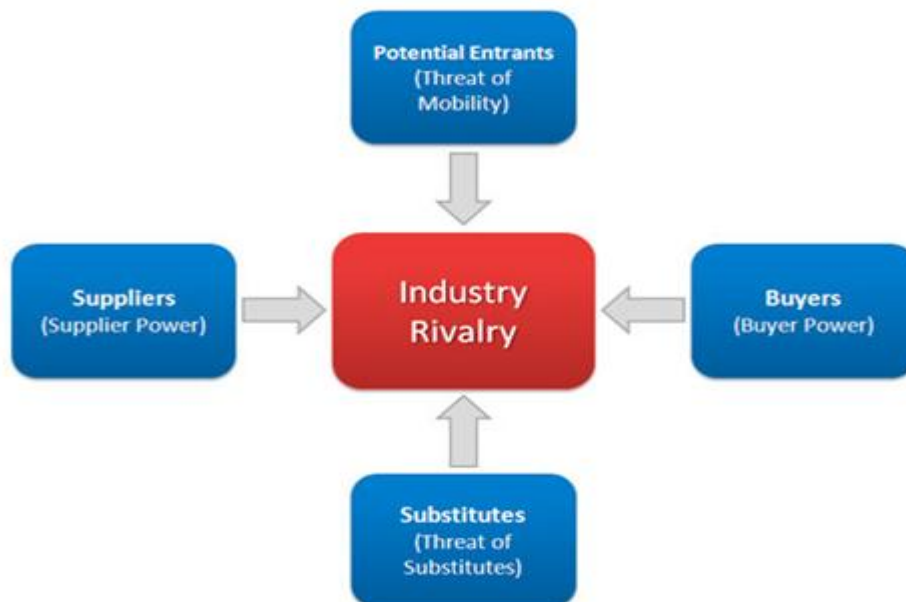 Potential Entrants
(Threat of
Mobility)
Suppliers
(Supplier Power)
Industry
Rivalry
Buyers
(Buyer Power)
Substitutes
(Threat of
Substitutes)